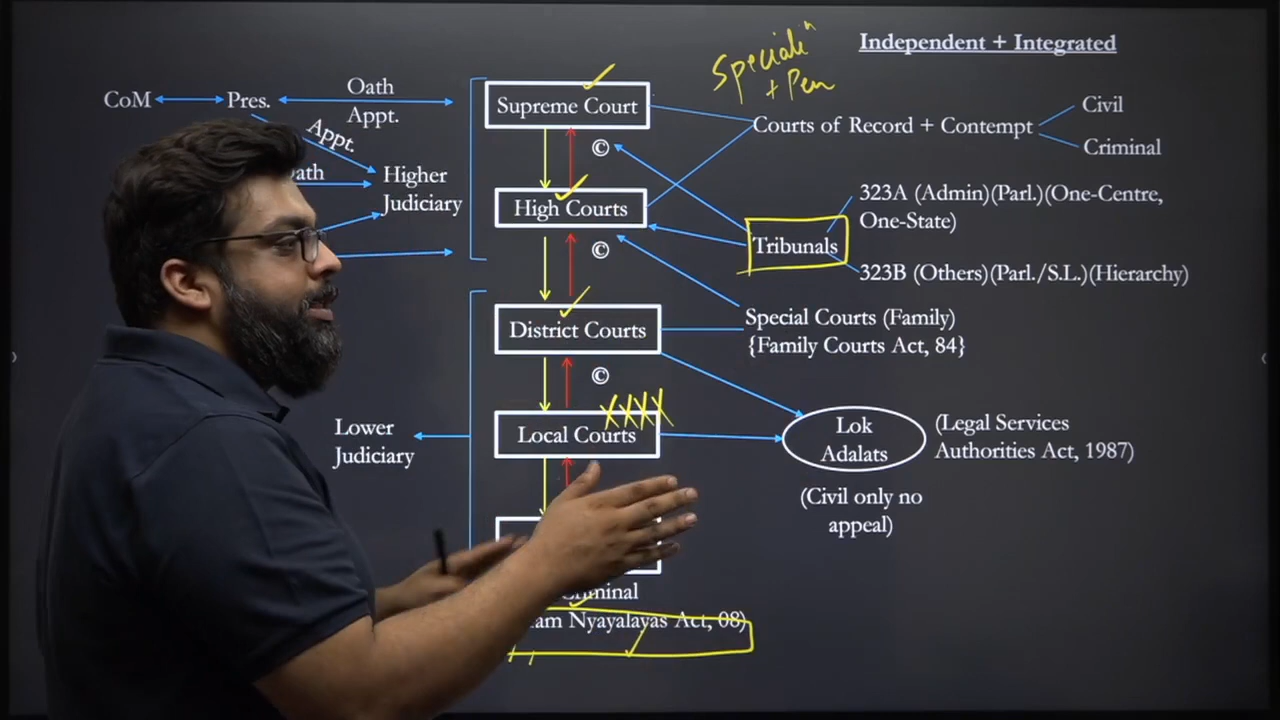 Independent + Integrated
Speciali^n
+ Pen
CoM
Pres.
Oath
Appt.
Appt.
Higher
Judiciary
Supreme Court
©
High Courts
©
District Courts
©
XXXX
Local Courts
Lower
Judiciary
Courts of Record + Contempt
Civil
Criminal
Tribunals
323A (Admin)(Parl.)(One-Centre,
One-State)
323B (Others)(Parl./S.L.)(Hierarchy)
Special Courts (Family)
{Family Courts Act, 84}
Lok
Adalats
(Legal Services
Authorities Act, 1987)
(Civil only no
appeal)
Nyayalayas Act, 08)